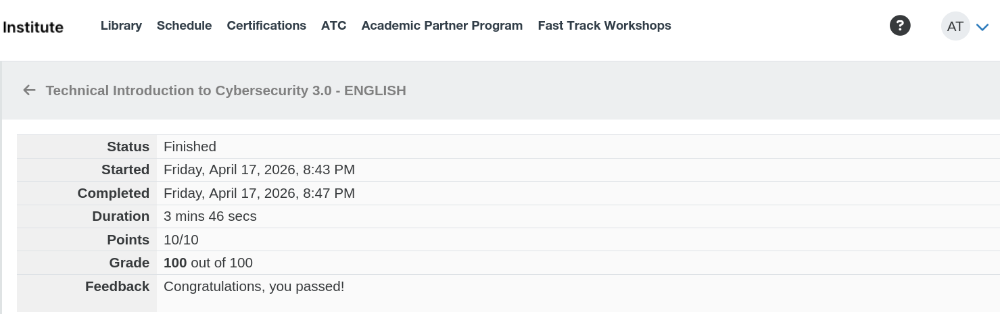 Institute Library Schedule Certifications ATC Academic Partner Program Fast Track Workshops ? AT
Technical Introduction to Cybersecurity 3.0 - ENGLISH
Status Finished
Started Friday, April 17, 2026, 8:43 PM
Completed Friday, April 17, 2026, 8:47 PM
Duration 3 mins 46 secs
Points 10/10
Grade 100 out of 100
Feedback Congratulations, you passed!